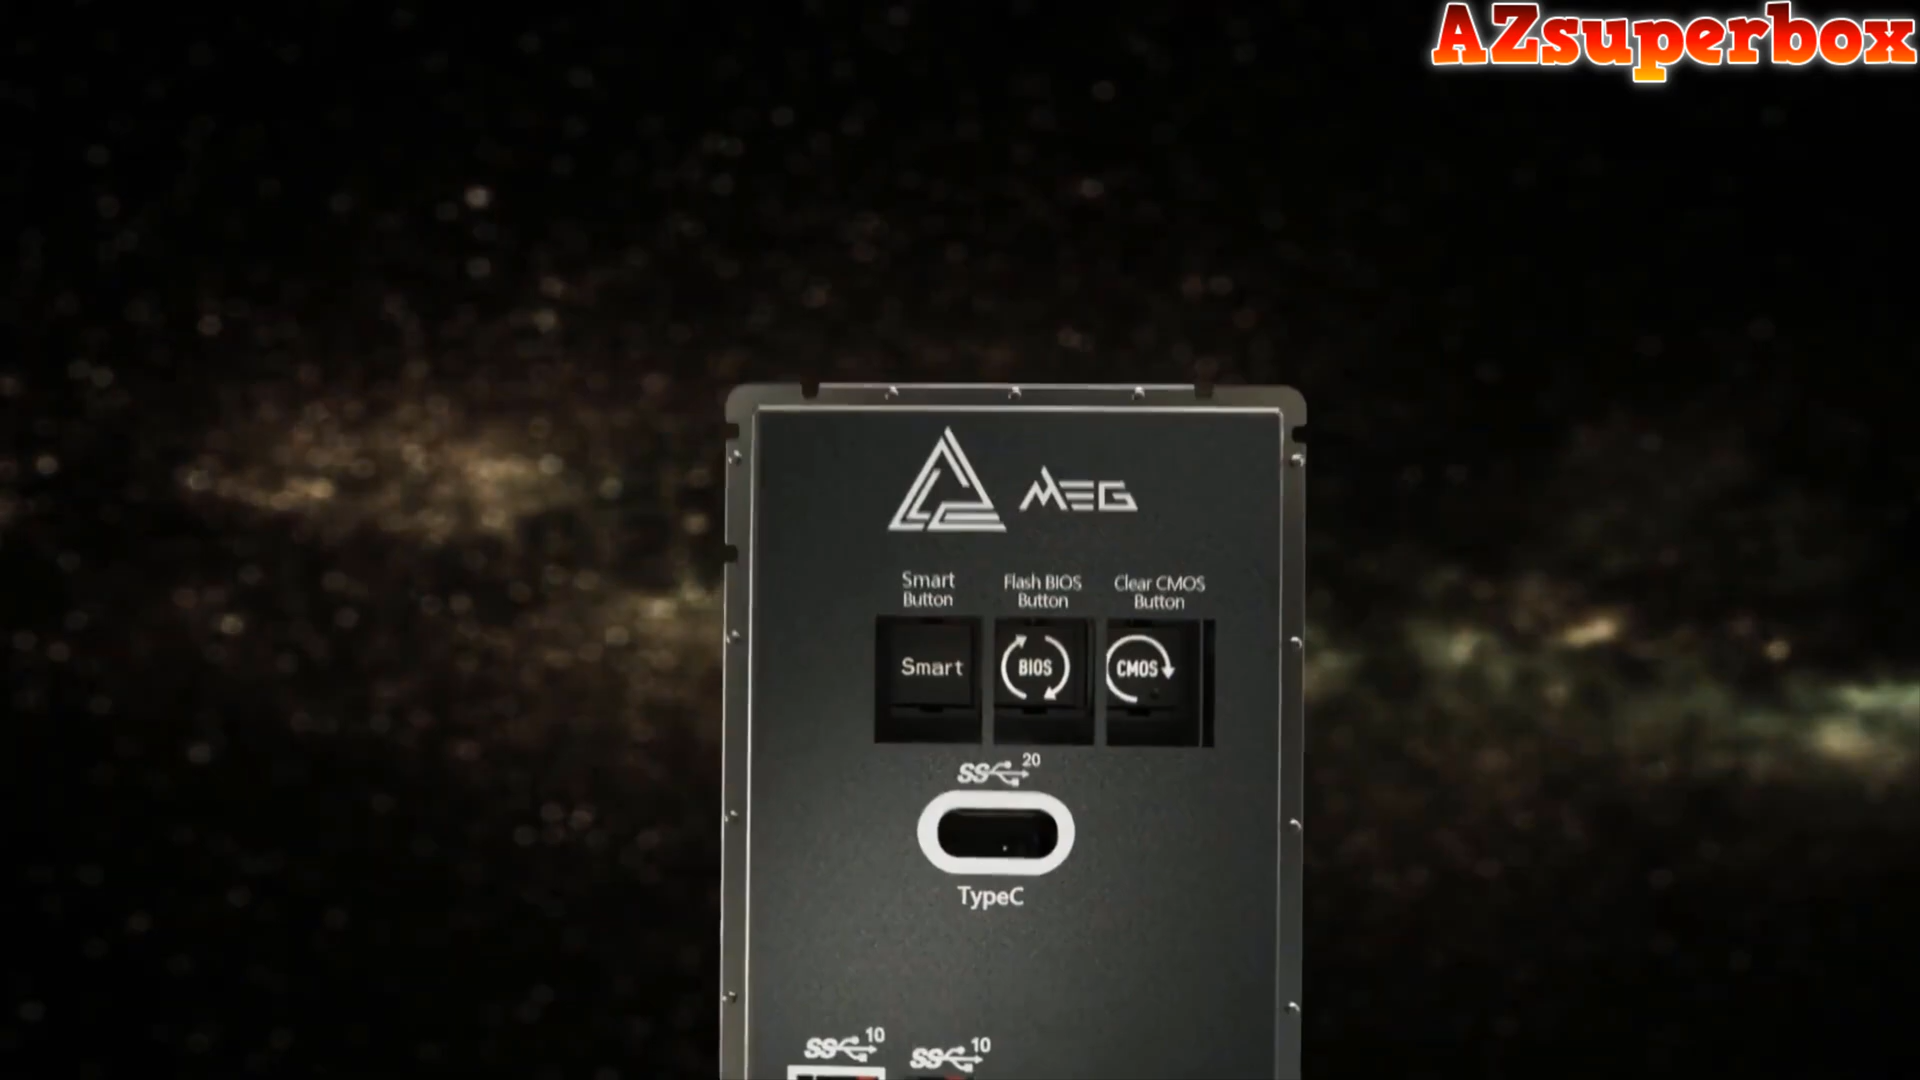 AZsuperbox
MEG
Smart
Button
Flash BIOS
Button
Clear CMOS
Button
Smart
BIOS
CMOS
SS 20
TypeC
SS 10
SS 10